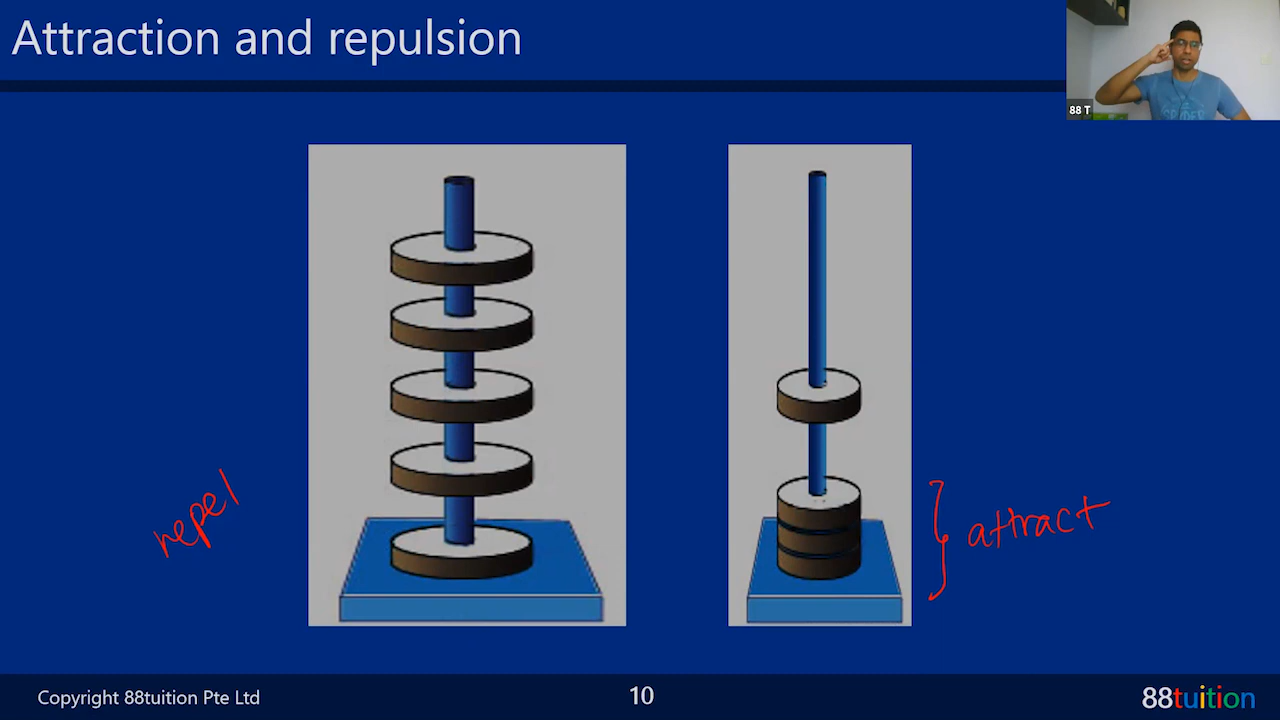 Attraction and repulsion
88 T
repel
attract
Copyright 88tuition Pte Ltd
10
88tuition